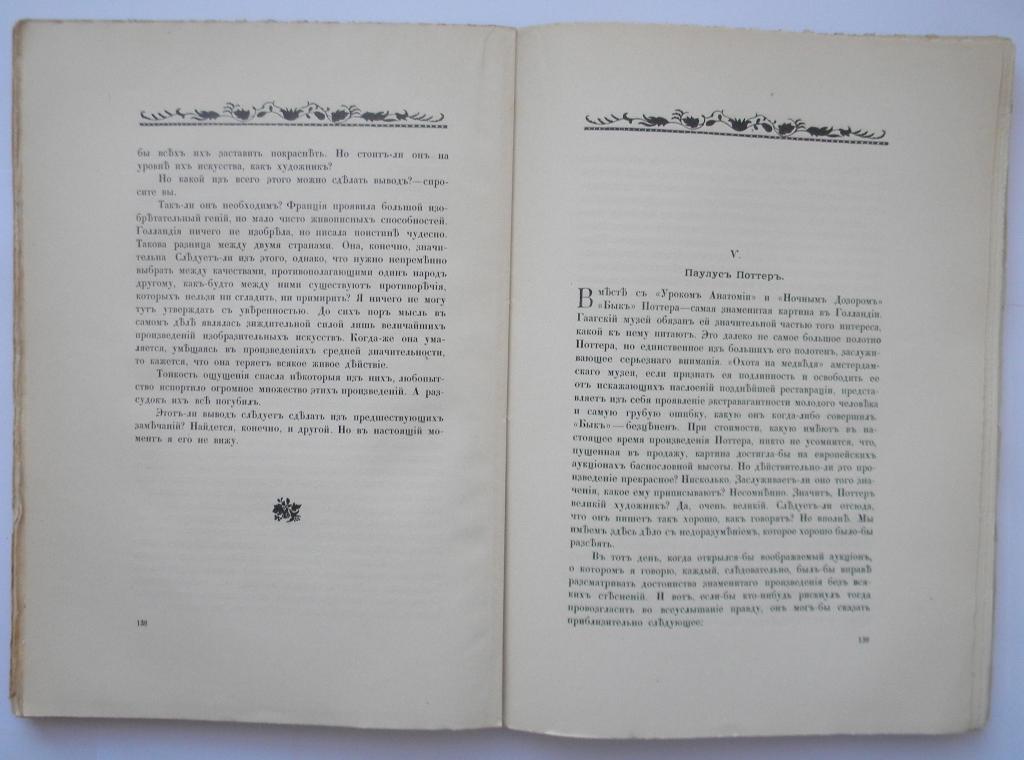 бы всѣхъ ихъ заставить покраснѣть. Но стоитъ-ли онъ на
уровнѣ ихъ искусства, какъ художникъ?
Но какой изъ всего этого можно сдѣлать выводъ?—спро-
сите вы.
Такъ-ли онъ необходимъ? Франція проявила большой изо-
брѣтательный геній, но мало чисто живописныхъ способностей.
Голландія ничего не изобрѣла, но писала поистинѣ чудесно.
Такова разница между двумя странами. Она, конечно, значи-
тельна Слѣдуетъ-ли изъ этого, однако, что нужно непремѣнно
выбрать между качествами, противополагающими одинъ народъ
другому, какъ-будто между ними существуютъ противорѣчія,
которыхъ нельзя ни сгладить, ни примирить? Я ничего не могу
тутъ утверждать съ увѣренностью. До сихъ поръ мысль въ
самомъ дѣлѣ являлась зиждительной силой лишь величайшихъ
произведеній изобразительныхъ искусствъ. Когда-же она ума-
ляется, умѣщаясь въ произведеніяхъ средней значительности,
то кажется, что она теряетъ всякое живое дѣйствіе.
Тонкость ощущенія спасла нѣкоторыя изъ нихъ, любопыт-
ство испортило огромное множество этихъ произведеній. А раз-
судокъ ихъ всѣ погубилъ.
Этотъ-ли выводъ слѣдуетъ сдѣлать изъ предшествующихъ
замѣчаній? Найдется, конечно, и другой. Но въ настоящій мо-
ментъ я его не вижу.
138
V.
Паулусъ Поттеръ.
Вмѣстѣ съ «Урокомъ Анатоміи» и «Ночнымъ Дозоромъ»
«Быкъ» Поттера—самая знаменитая картина въ Голландіи.
Гаагскій музей обязанъ ей значительной частью того интереса,
какой къ нему питаютъ. Это далеко не самое большое полотно
Поттера, но единственное изъ большихъ его полотенъ, заслужи-
вающее серьезнаго вниманія. «Охота на медвѣдя» амстердам-
скаго музея, если признать ея подлинность и освободить ее
отъ искажающихъ наслоеній позднѣйшей реставраціи, предста-
вляетъ изъ себя проявленіе экстравагантности молодого человѣка
и самую грубую ошибку, какую онъ когда-либо совершилъ.
«Быкъ»—безцѣненъ. При стоимости, какую имѣютъ въ на-
стоящее время произведенія Поттера, никто не усомнится, что,
пущенная въ продажу, картина достигла-бы на европейскихъ
аукціонахъ баснословной высоты. Но дѣйствительно-ли это про-
изведеніе прекрасное? Нисколько. Заслуживаетъ-ли оно того зна-
ченія, какое ему приписываютъ? Несомнѣнно. Значитъ, Поттеръ
великій художникъ? Да, очень великій. Слѣдуетъ-ли отсюда,
что онъ пишетъ такъ хорошо, какъ говорятъ? Не вполнѣ. Мы
имѣемъ здѣсь дѣло съ недоразумѣніемъ, которое хорошо было-бы
разсѣять.
Въ тотъ день, когда открылся-бы воображаемый аукціонъ,
о которомъ я говорю, каждый, слѣдовательно, былъ-бы вправѣ
разсматривать достоинства знаменитаго произведенія безъ вся-
кихъ стѣсненій. И вотъ, если-бы кто-нибудь рискнулъ тогда
провозгласить во всеуслышаніе правду, онъ могъ-бы сказать
приблизительно слѣдующее:
139